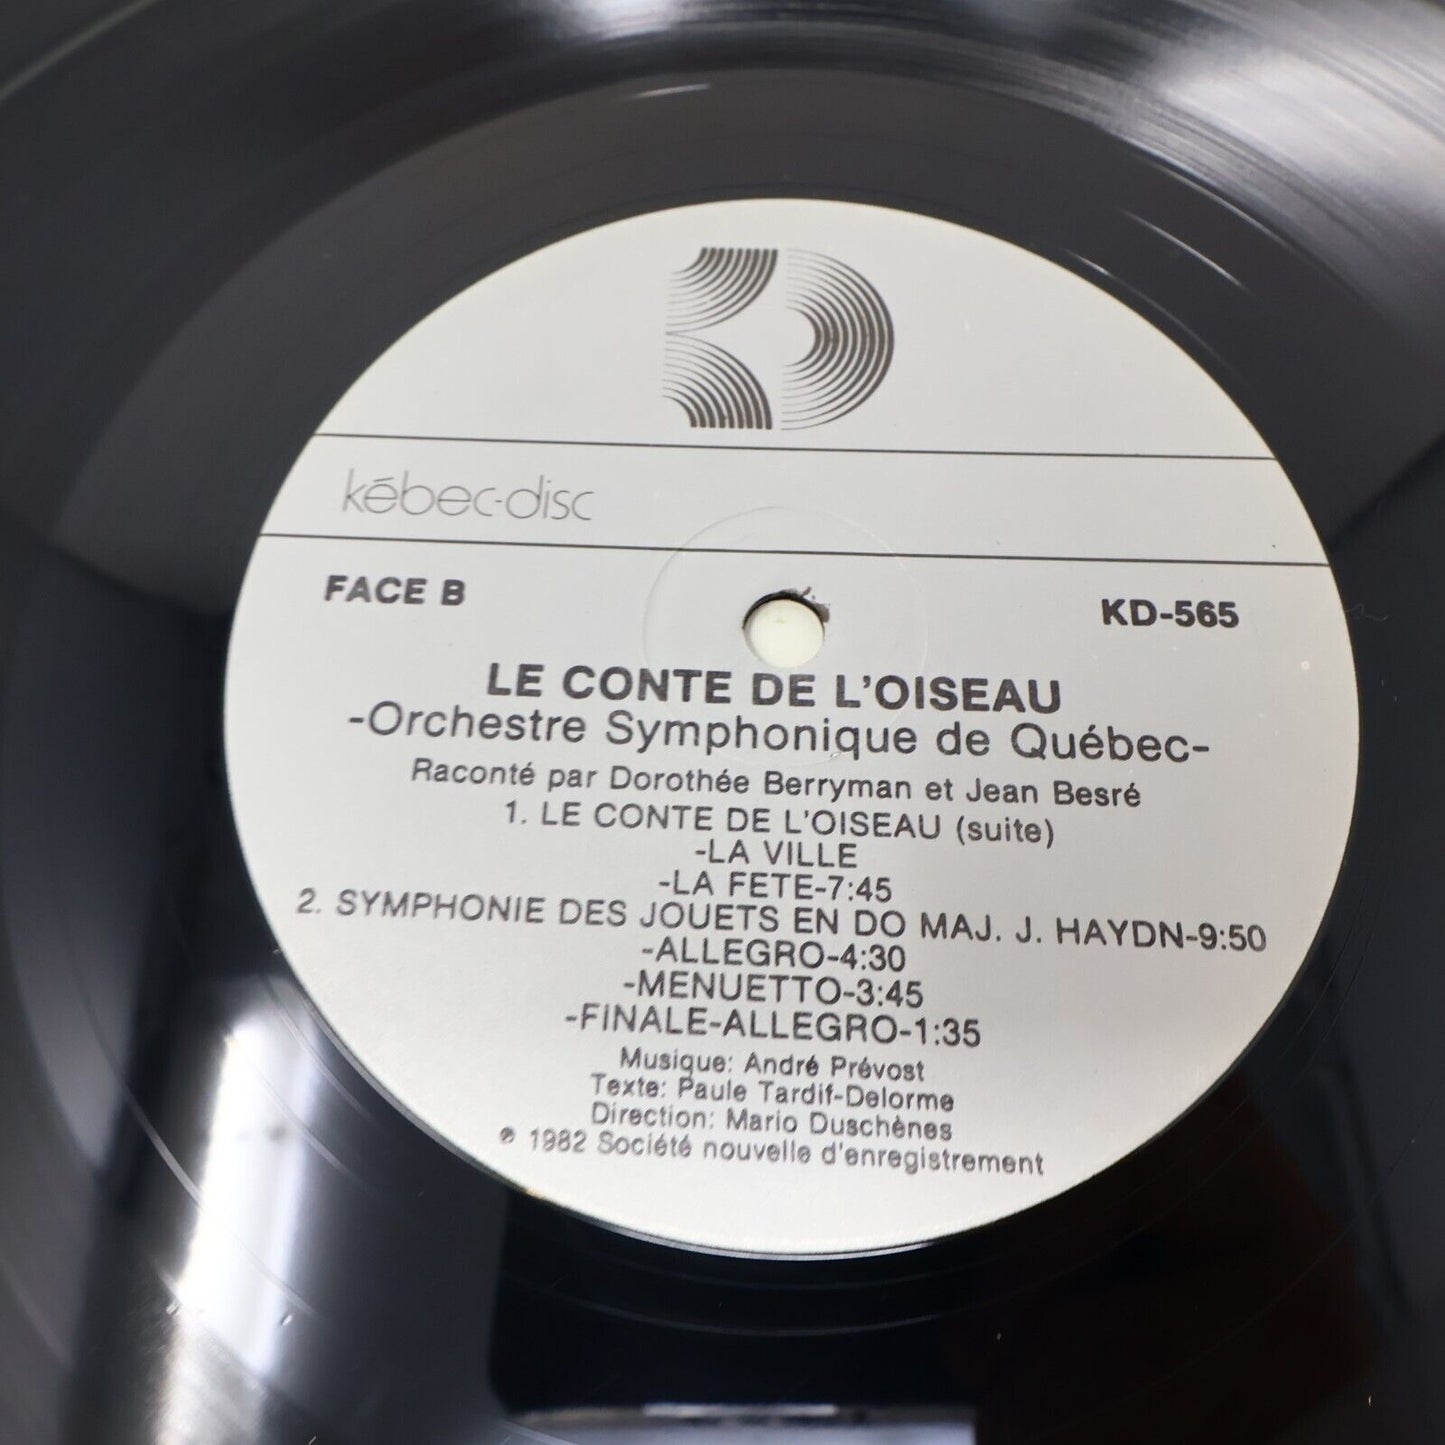 kébec-disc
FACE B
KD-565
LE CONTE DE L'OISEAU
-Orchestre Symphonique de Québec-
Raconté par Dorothée Berryman et Jean Besré
1. LE CONTE DE L'OISEAU (suite)
-LA VILLE
-LA FETE-7:45
2. SYMPHONIE DES JOUETS EN DO MAJ. J. HAYDN-9:50
-ALLEGRO-4:30
-MENUETTO-3:45
-FINALE-ALLEGRO-1:35
Musique: André Prévost
Texte: Paule Tardif-Delorme
Direction: Mario Duschènes
℗ 1982 Société nouvelle d'enregistrement